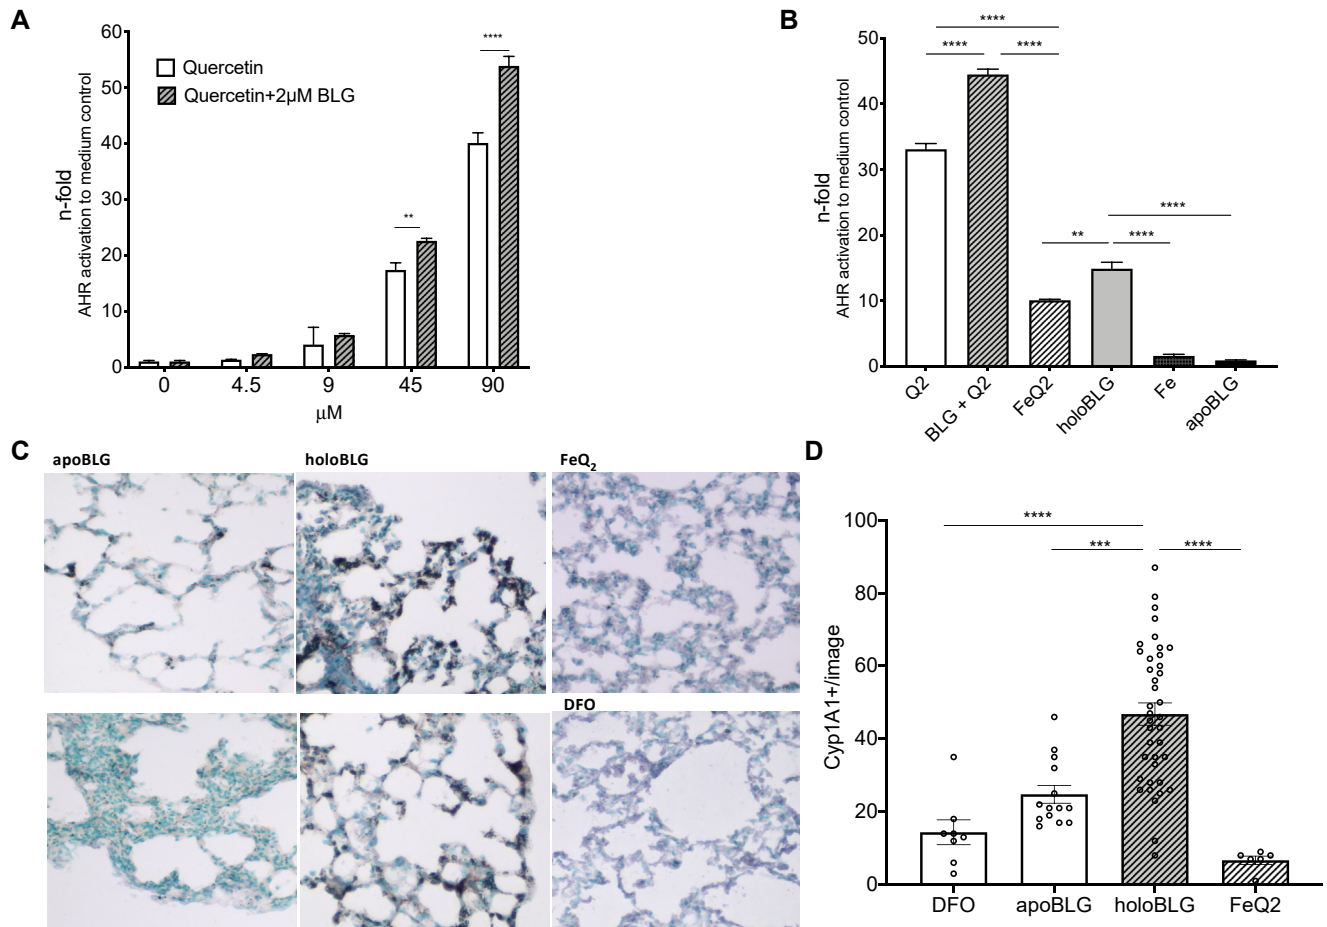 A
60
50
40
30
20
10
0
n-fold
AHR activation to medium control
Quercetin
Quercetin+2µM BLG
**
****
0 4.5 9 45 90
µM
B
50
40
30
20
10
0
n-fold
AHR activation to medium control
****
**** ****
****
** ****
Q2 BLG + Q2 FeQ2 holoBLG Fe apoBLG
C
apoBLG holoBLG FeQ2
DFO
D
100
80
60
40
20
0
Cyp1A1+/image
****
*** ****
DFO apoBLG holoBLG FeQ2